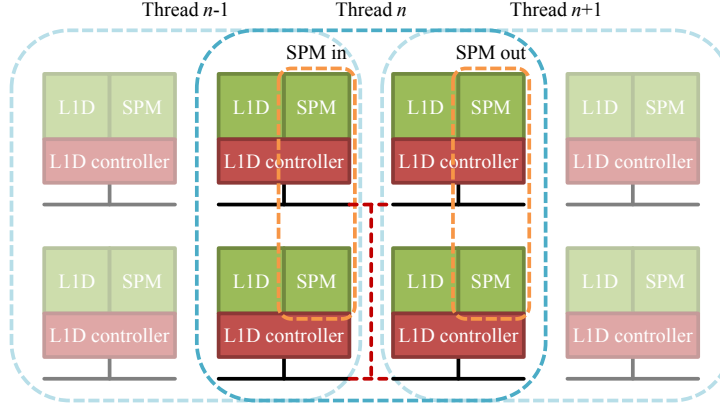 Thread n-1 Thread n Thread n+1
SPM in SPM out
L1D SPM L1D SPM L1D SPM L1D SPM
L1D controller L1D controller L1D controller L1D controller
L1D SPM L1D SPM L1D SPM L1D SPM
L1D controller L1D controller L1D controller L1D controller